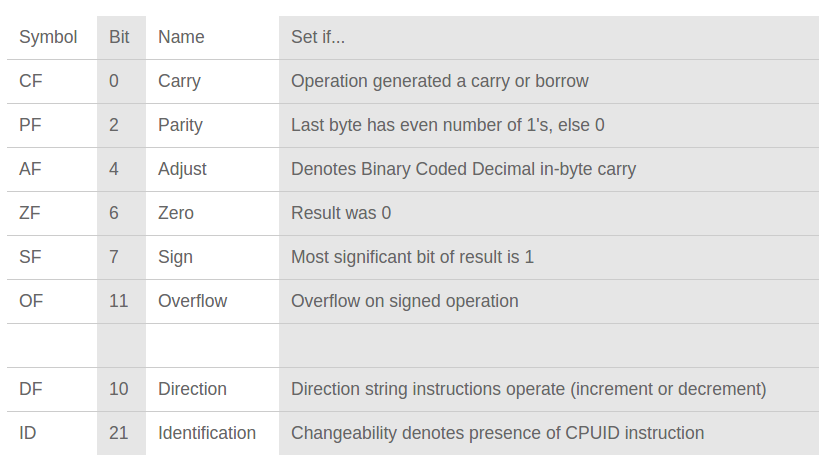 Symbol Bit Name Set if...
CF 0 Carry Operation generated a carry or borrow
PF 2 Parity Last byte has even number of 1's, else 0
AF 4 Adjust Denotes Binary Coded Decimal in-byte carry
ZF 6 Zero Result was 0
SF 7 Sign Most significant bit of result is 1
OF 11 Overflow Overflow on signed operation
DF 10 Direction Direction string instructions operate (increment or decrement)
ID 21 Identification Changeability denotes presence of CPUID instruction